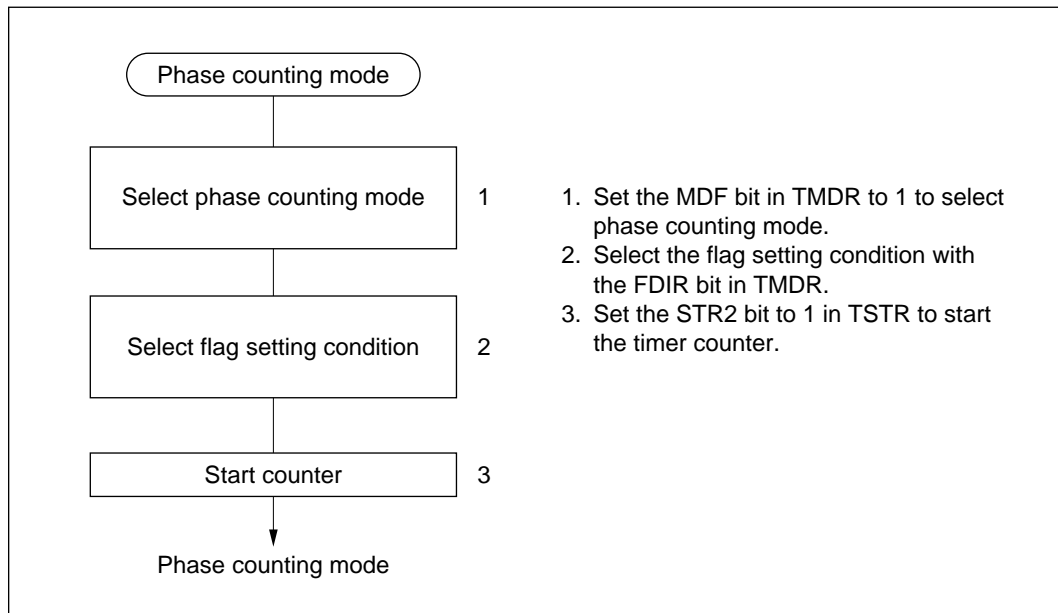 Phase counting mode
Select phase counting mode
1
Select flag setting condition
2
Start counter
3
Phase counting mode
1. Set the MDF bit in TMDR to 1 to select
phase counting mode.
2. Select the flag setting condition with
the FDIR bit in TMDR.
3. Set the STR2 bit to 1 in TSTR to start
the timer counter.